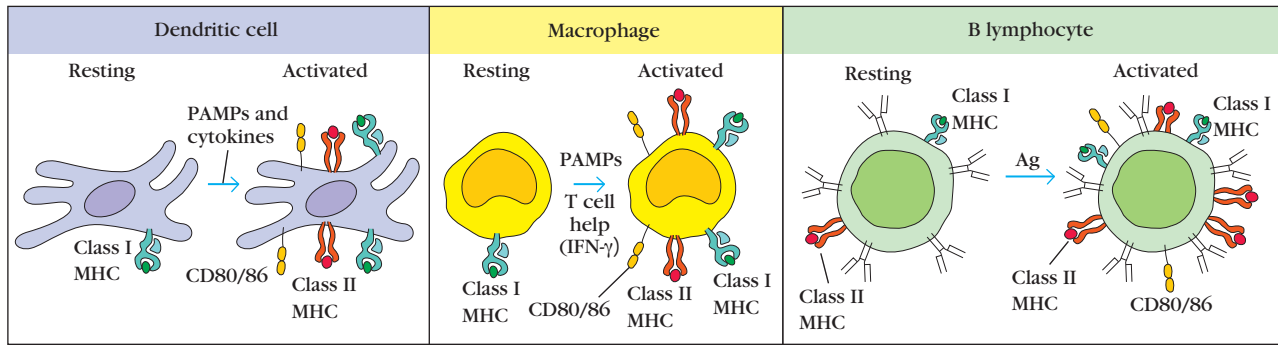 Dendritic cell
Resting
Activated
PAMPs and
cytokines
Class I
MHC
CD80/86
Class II
MHC
Macrophage
Resting
Activated
PAMPs
T cell
help
(IFN-γ)
Class I
MHC
CD80/86
Class II
MHC
Class I
MHC
B lymphocyte
Resting
Activated
Class I
MHC
Class I
MHC
Ag
Class II
MHC
Class II
MHC
CD80/86